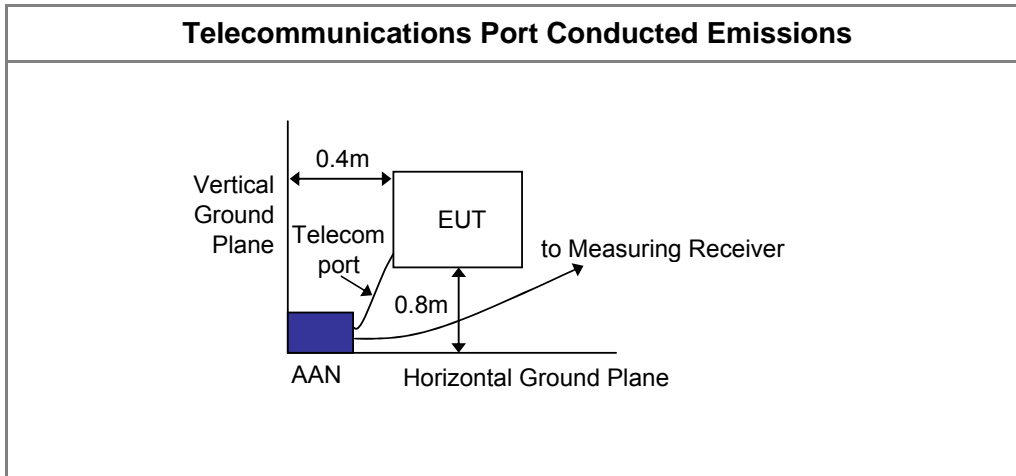 Telecommunications Port Conducted Emissions
0.4m
Vertical
Ground
Plane
EUT
Telecom
port
to Measuring Receiver
0.8m
AAN
Horizontal Ground Plane